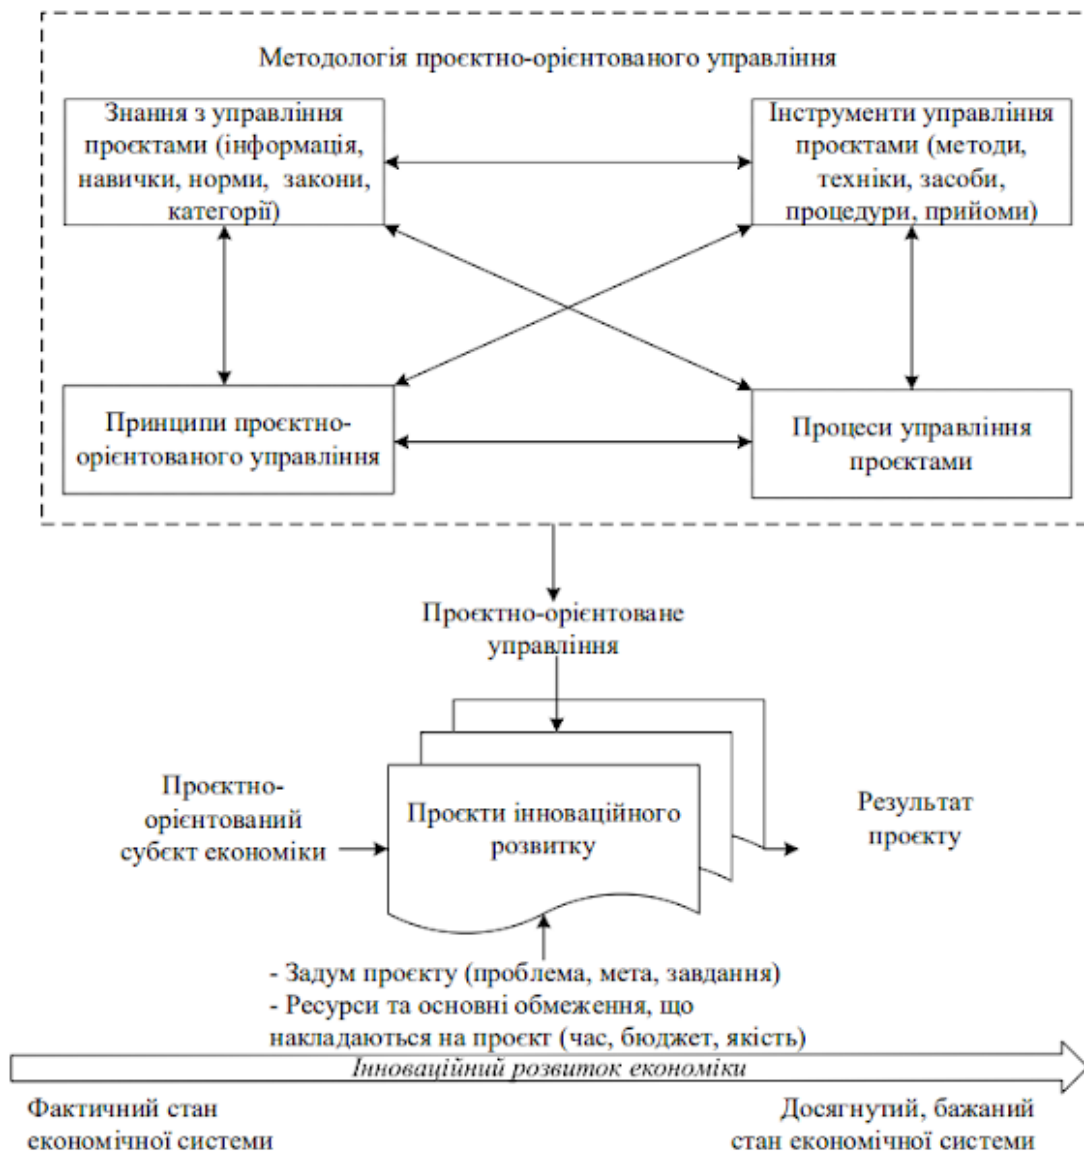 Методологія проєктно-орієнтованого управління
Знання з управління
проєктами (інформація,
навички, норми, закони,
категорії)
Інструменти управління
проєктами (методи,
техніки, засоби,
процедури, прийоми)
Принципи проєктно-
орієнтованого управління
Процеси управління
проєктами
Проєктно-орієнтоване
управління
Проєктно-
орієнтований
субєкт економіки
Проєкти інноваційного
розвитку
Результат
проєкту
- Задум проєкту (проблема, мета, завдання)
- Ресурси та основні обмеження, що
накладаються на проєкт (час, бюджет, якість)
Інноваційний розвиток економіки
Фактичний стан
економічної системи
Досягнутий, бажаний
стан економічної системи